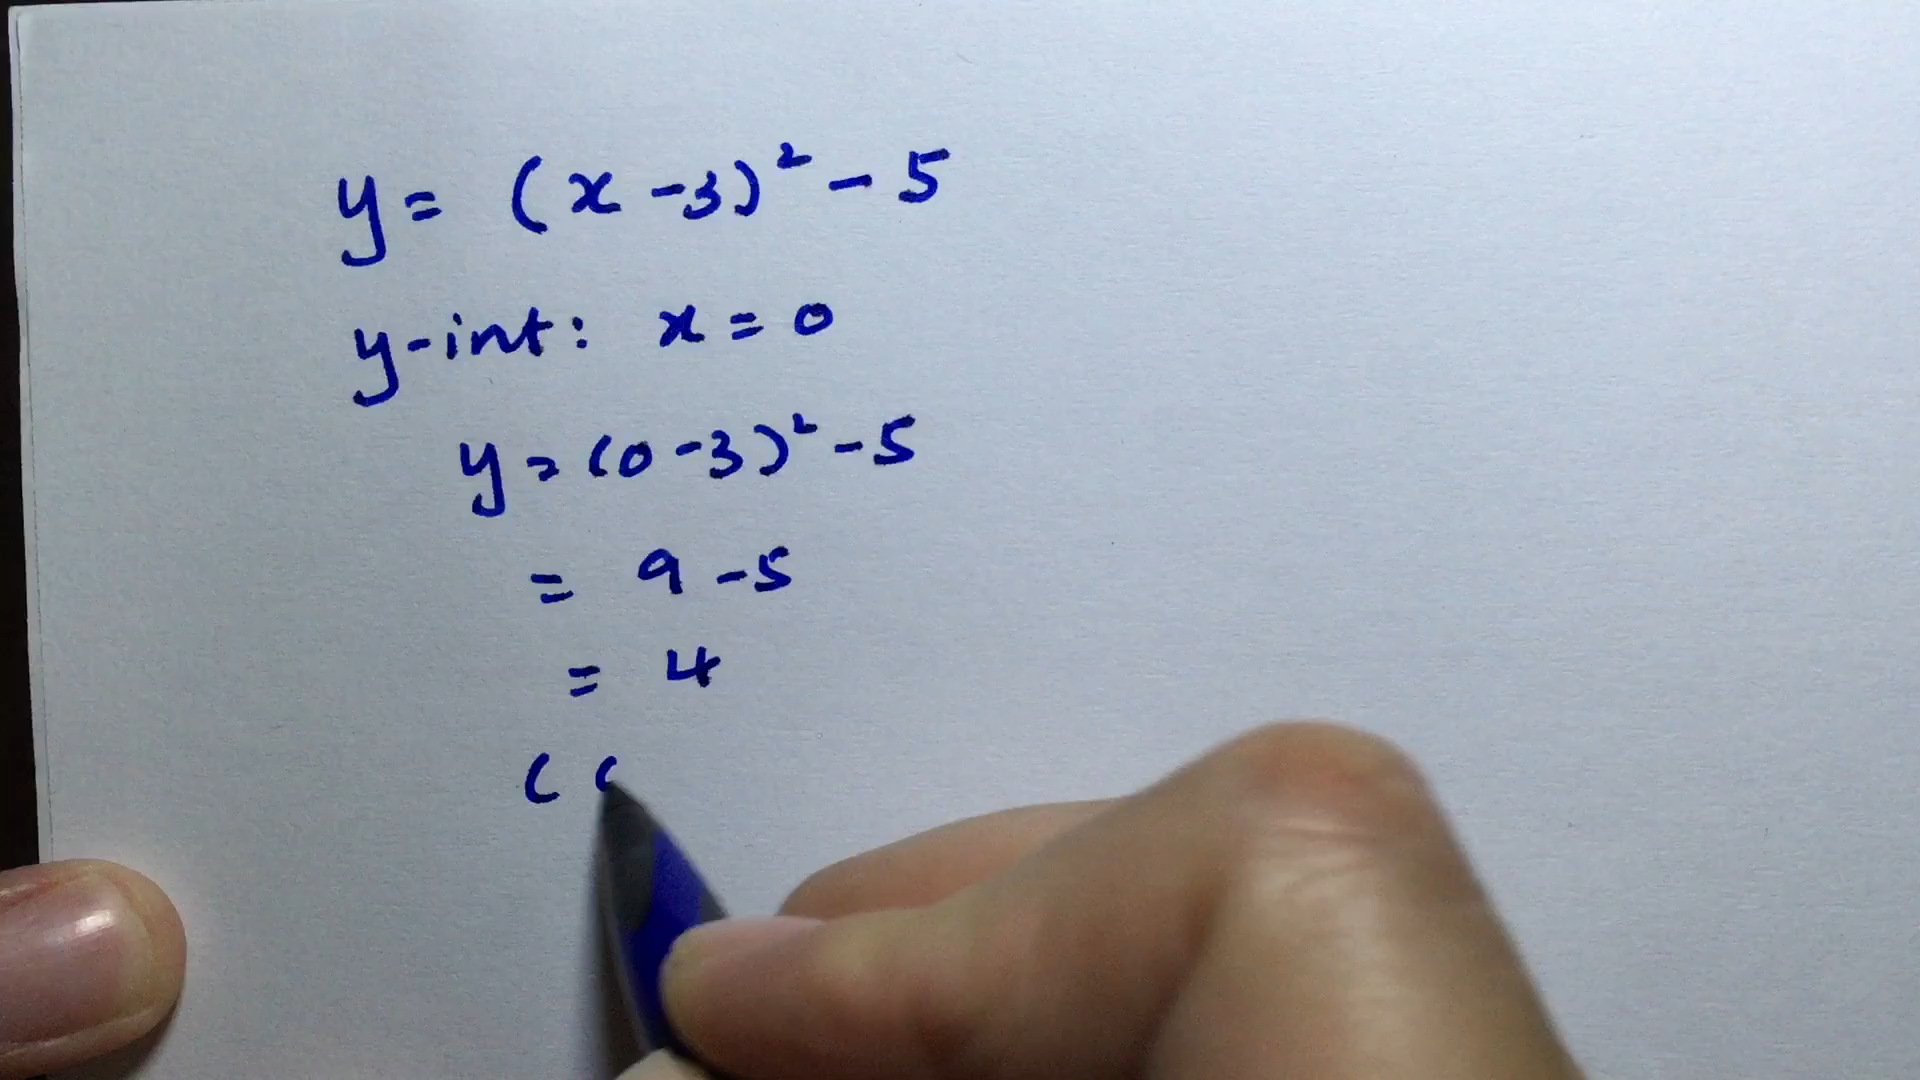 y = (x - 3)² - 5
y-int: x = 0
y = (0 - 3)² - 5
= 9 - 5
= 4
(